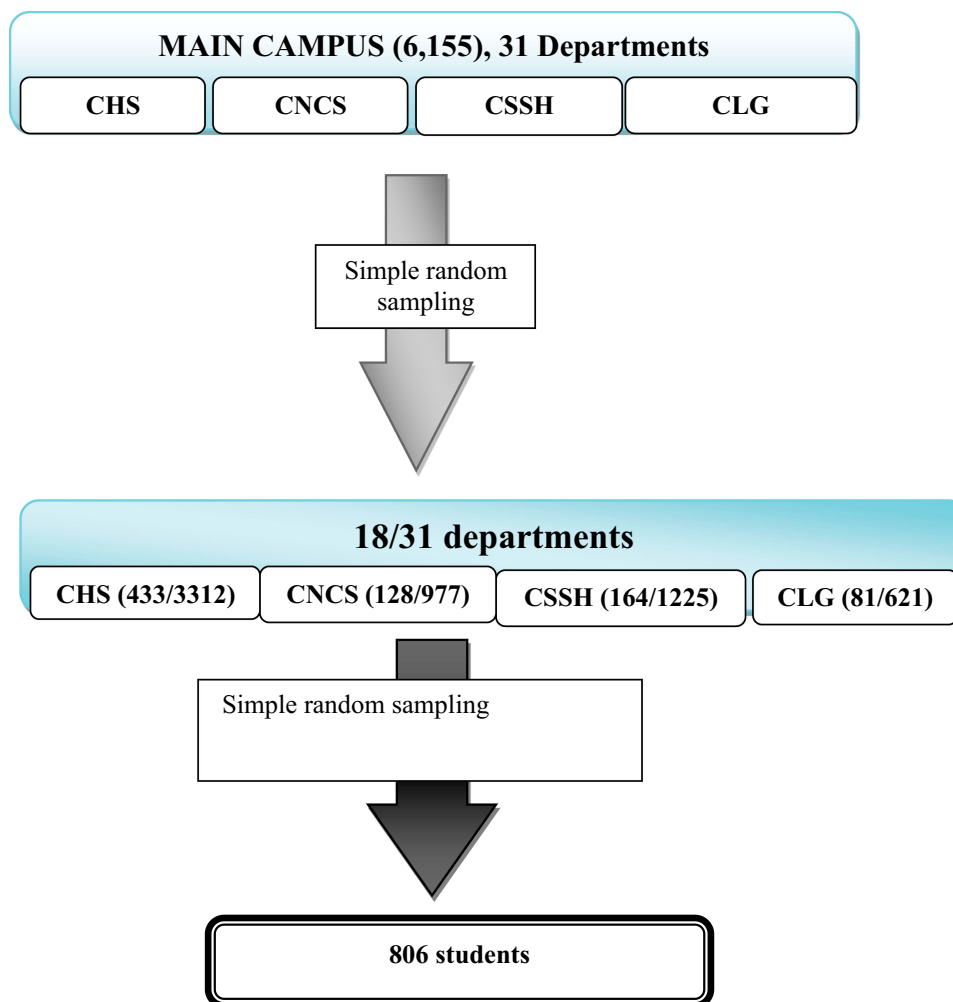 MAIN CAMPUS (6,155), 31 Departments
CHS
CNCS
CSSH
CLG
Simple random
sampling
18/31 departments
CHS (433/3312)
CNCS (128/977)
CSSH (164/1225)
CLG (81/621)
Simple random sampling
806 students